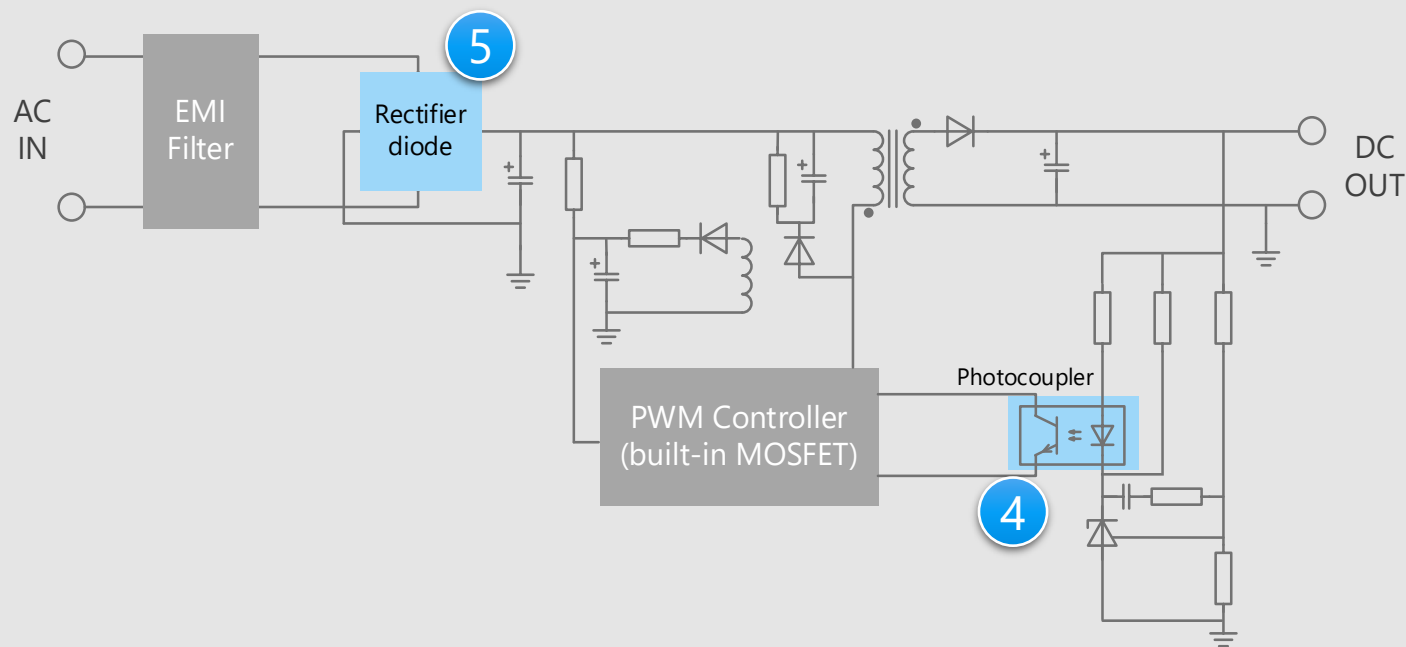 5
AC
IN
EMI
Filter
Rectifier
diode
+
+
+
+
DC
OUT
Photocoupler
PWM Controller
(built-in MOSFET)
4